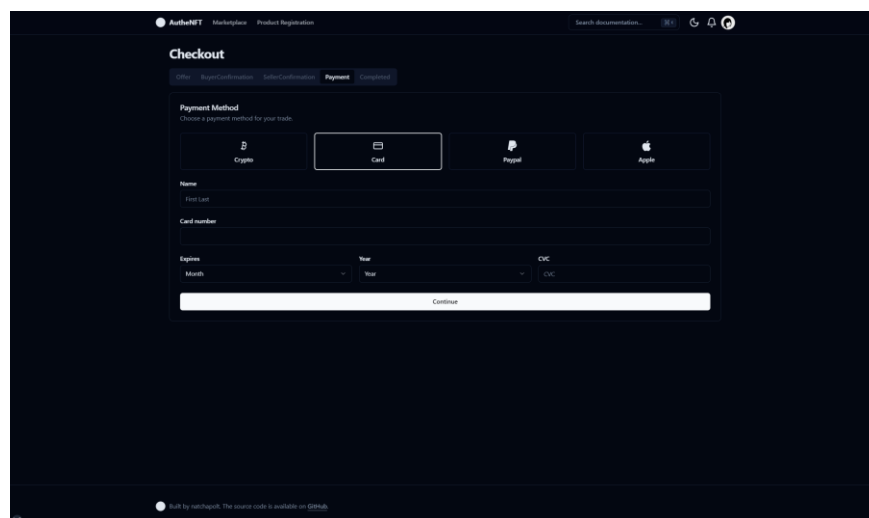 AutheNFT Marketplace Product Registration Search documentation... ⌘K
Checkout
Offer BuyerConfirmation SellerConfirmation Payment Completed
Payment Method
Choose a payment method for your trade.
Crypto Card Paypal Apple
Name
First Last
Card number
Expires Year CVC
Month Year CVC
Continue
Built by natchapolt. The source code is available on GitHub.